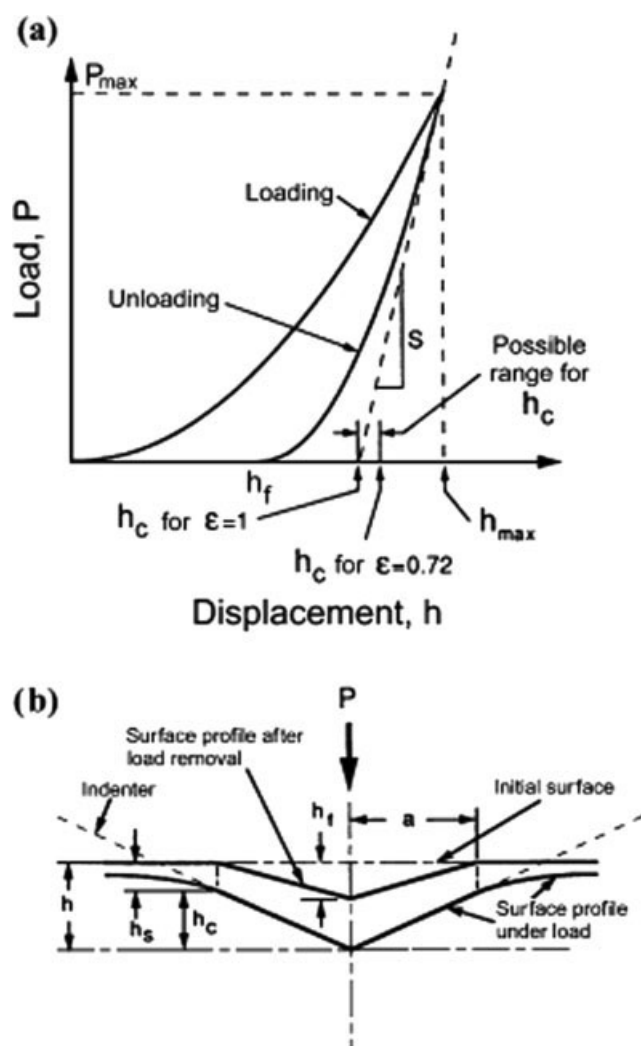 (a)
Pmax
Loading
Unloading
Load, P
S
Possible
range for
hc
hf
hc for ε=1
hmax
hc for ε=0.72
Displacement, h
(b)
P
Surface profile after
load removal
Indenter
hf
a
Initial surface
h
hs
hc
Surface profile
under load